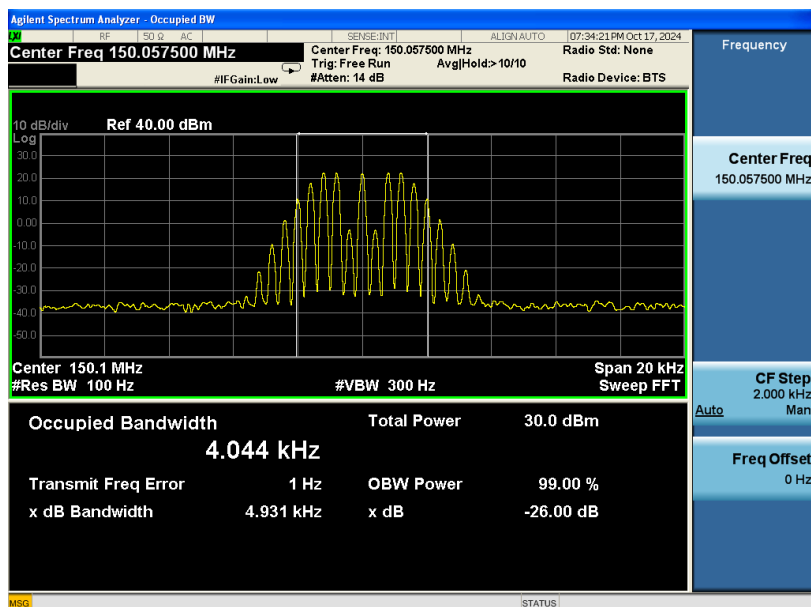 Agilent Spectrum Analyzer - Occupied BW
LXI RF 50 Ω AC SENSE:INT ALIGN AUTO 07:34:21 PM Oct 17, 2024
Center Freq 150.057500 MHz
Center Freq: 150.057500 MHz Radio Std: None
Trig: Free Run Avg|Hold:> 10/10
#IFGain:Low #Atten: 14 dB Radio Device: BTS
10 dB/div Ref 40.00 dBm
Log
30.0
20.0
10.0
0.00
-10.0
-20.0
-30.0
-40.0
-50.0
Center 150.1 MHz Span 20 kHz
#Res BW 100 Hz #VBW 300 Hz Sweep FFT
Occupied Bandwidth Total Power 30.0 dBm
4.044 kHz
Transmit Freq Error 1 Hz OBW Power 99.00 %
x dB Bandwidth 4.931 kHz x dB -26.00 dB
MSG STATUS
Frequency
Center Freq
150.057500 MHz
CF Step
2.000 kHz
Auto Man
Freq Offset
0 Hz